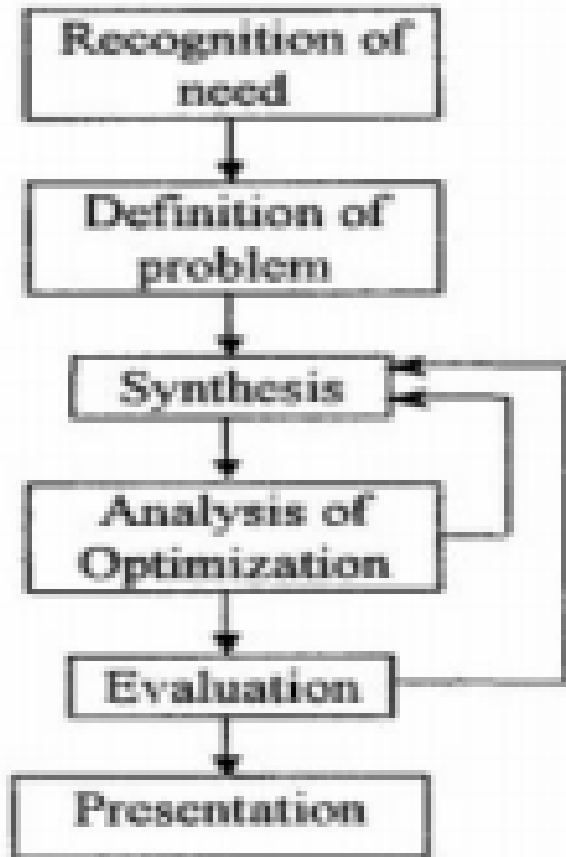 Recognition of
need
Definition of
problem
Synthesis
Analysis of
Optimization
Evaluation
Presentation